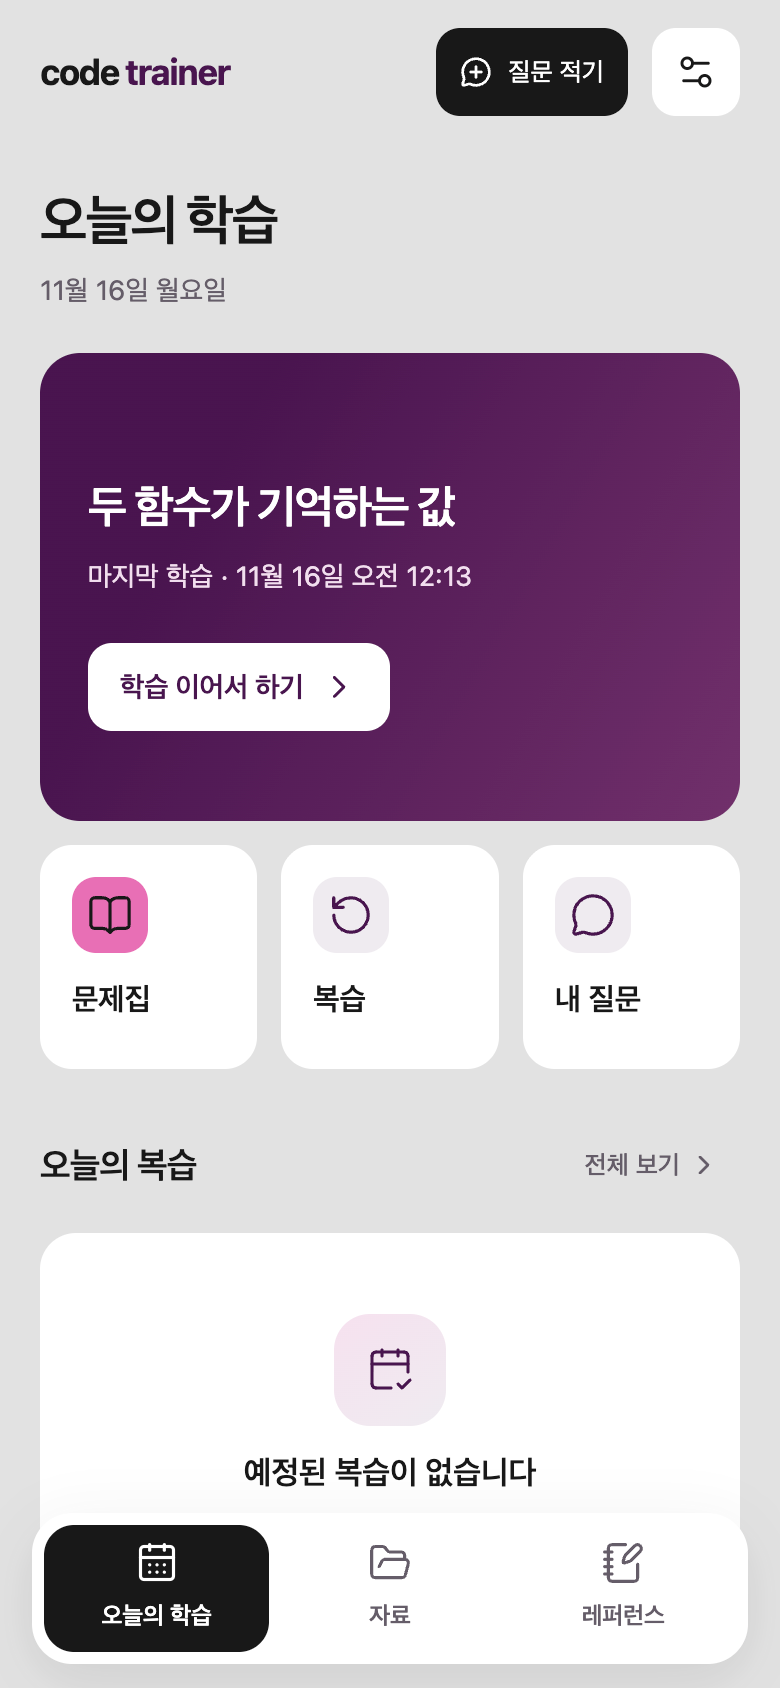 code trainer
질문 적기
오늘의 학습
11월 16일 월요일
두 함수가 기억하는 값
마지막 학습 · 11월 16일 오전 12:13
학습 이어서 하기
문제집
복습
내 질문
오늘의 복습
전체 보기
예정된 복습이 없습니다
오늘의 학습
자료
레퍼런스